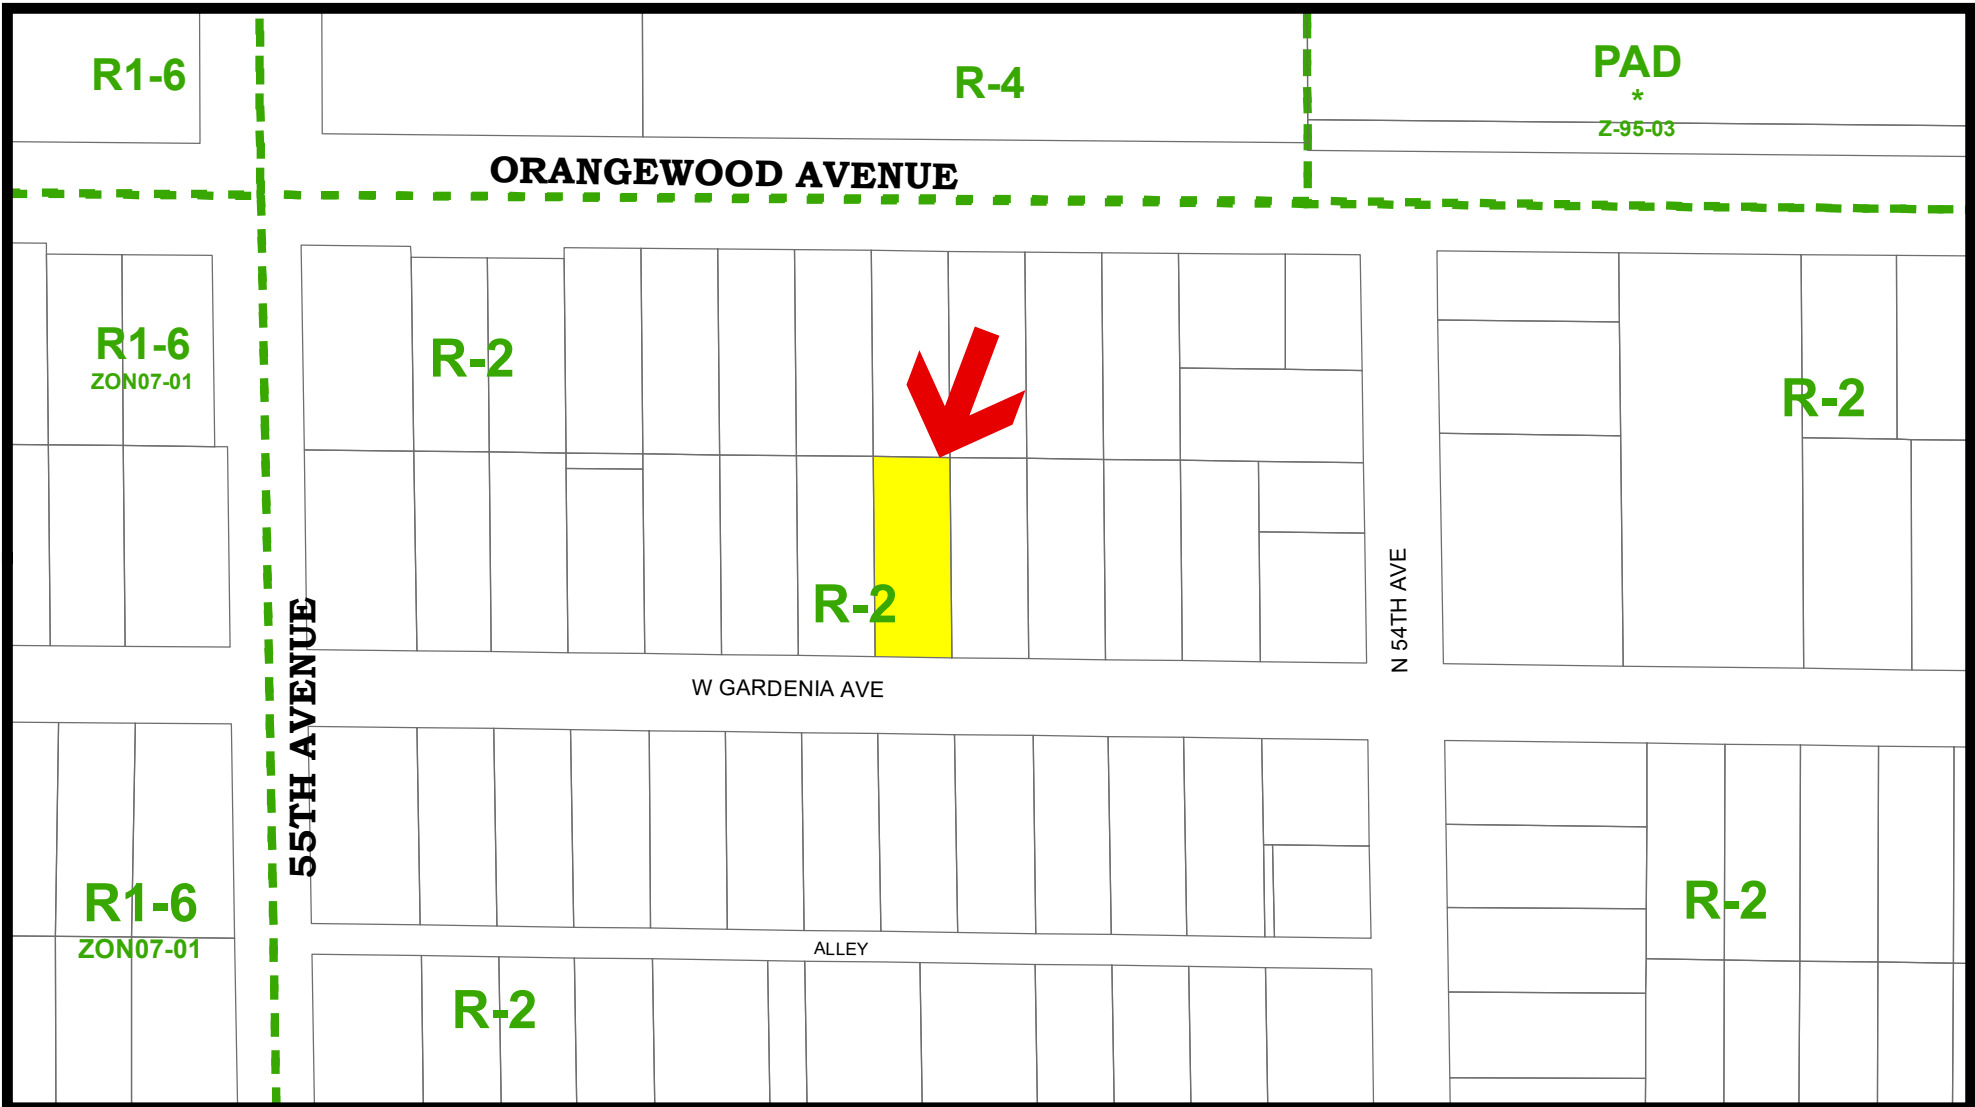 R1-6
R-4
PAD
*
Z-95-03
ORANGEWOOD AVENUE
R1-6
ZON07-01
R-2
R-2
R-2
N 54TH AVE
55TH AVENUE
W GARDENIA AVE
R1-6
ZON07-01
R-2
ALLEY
R-2